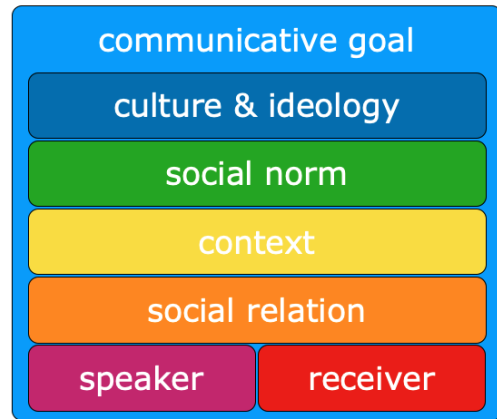 communicative goal
culture & ideology
social norm
context
social relation
speaker receiver